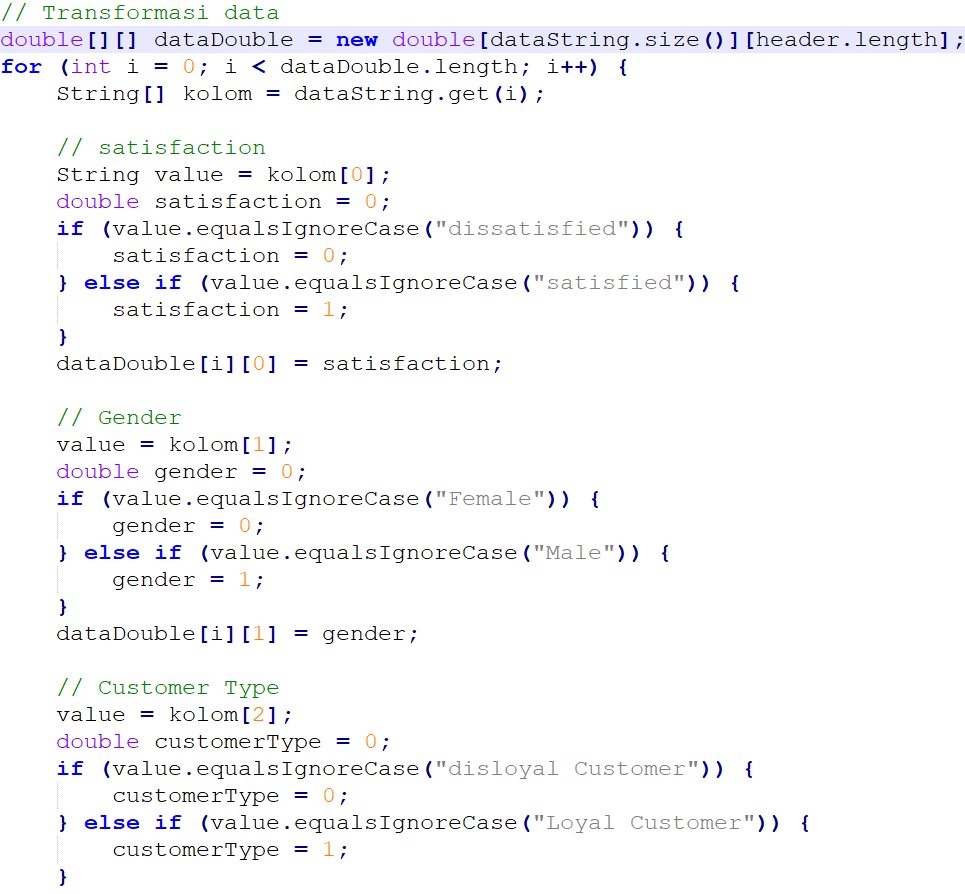 // Transformasi data
double[][] dataDouble = new double[dataString.size()][header.length];
for (int i = 0; i < dataDouble.length; i++) {
    String[] kolom = dataString.get(i);

    // satisfaction
    String value = kolom[0];
    double satisfaction = 0;
    if (value.equalsIgnoreCase("dissatisfied")) {
        satisfaction = 0;
    } else if (value.equalsIgnoreCase("satisfied")) {
        satisfaction = 1;
    }
    dataDouble[i][0] = satisfaction;

    // Gender
    value = kolom[1];
    double gender = 0;
    if (value.equalsIgnoreCase("Female")) {
        gender = 0;
    } else if (value.equalsIgnoreCase("Male")) {
        gender = 1;
    }
    dataDouble[i][1] = gender;

    // Customer Type
    value = kolom[2];
    double customerType = 0;
    if (value.equalsIgnoreCase("disloyal Customer")) {
        customerType = 0;
    } else if (value.equalsIgnoreCase("Loyal Customer")) {
        customerType = 1;
    }